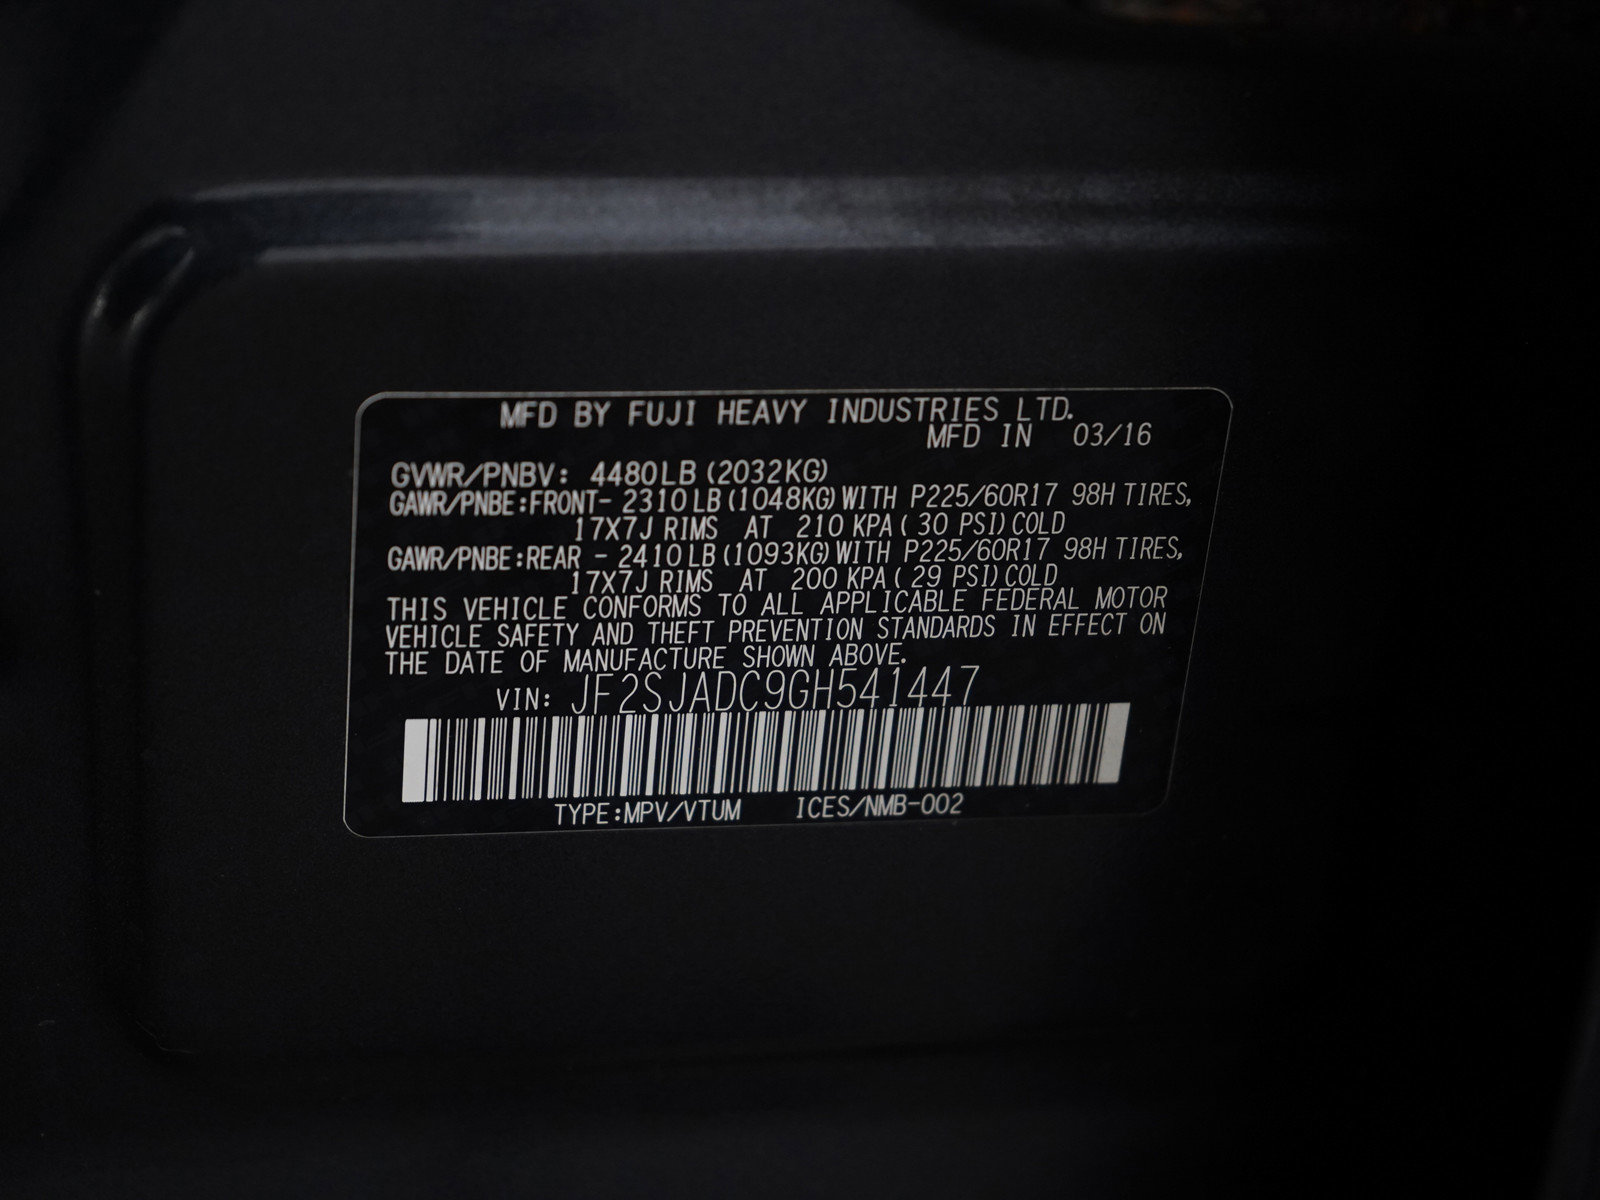 MFD BY FUJI HEAVY INDUSTRIES LTD.
MFD IN 03/16
GVWR/PNBV: 4480LB (2032KG)
GAWR/PNBE:FRONT- 2310LB (1048KG) WITH P225/60R17 98H TIRES,
17X7J RIMS AT 210 KPA ( 30 PSI) COLD
GAWR/PNBE:REAR - 2410LB (1093KG) WITH P225/60R17 98H TIRES,
17X7J RIMS AT 200 KPA ( 29 PSI) COLD
THIS VEHICLE CONFORMS TO ALL APPLICABLE FEDERAL MOTOR
VEHICLE SAFETY AND THEFT PREVENTION STANDARDS IN EFFECT ON
THE DATE OF MANUFACTURE SHOWN ABOVE.
VIN: JF2SJADC9GH541447
TYPE:MPV/VTUM ICES/NMB-002